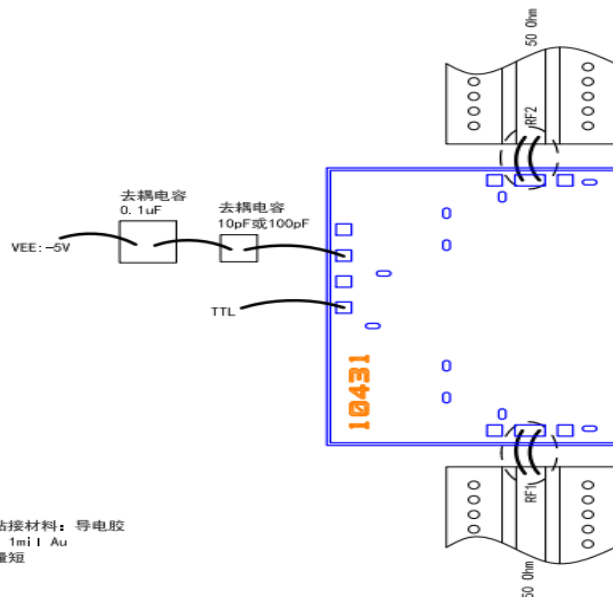 50 Ohm
RF2
去耦电容
0.1uF
去耦电容
10pF或100pF
VEE:-5V
TTL
10431
RF1
50 Ohm
粘接材料: 导电胶
1mil Au
量短